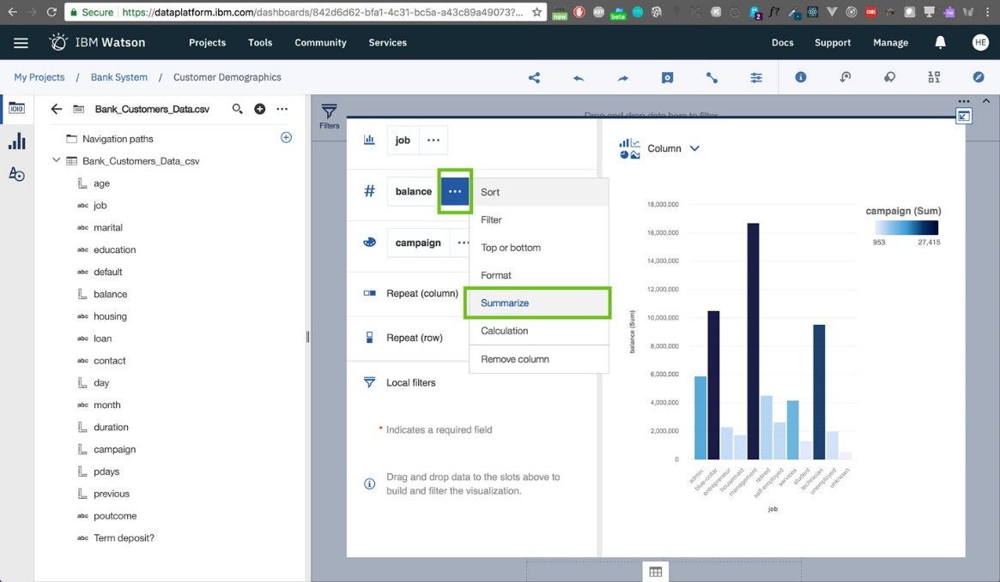 Secure https://dataplatform.ibm.com/dashboards/842d6d62-bfa1-4c31-bc5a-a43c89a49073?...
new
ABP
beta
2
f?
CORS
IBM Watson
Projects
Tools
Community
Services
Docs
Support
Manage
HE
My Projects / Bank System / Customer Demographics
Bank_Customers_Data.csv
Navigation paths
Bank_Customers_Data_csv
age
abc job
abc marital
abc education
abc default
balance
abc housing
abc loan
abc contact
day
abc month
duration
campaign
pdays
previous
abc poutcome
abc Term deposit?
Filters
Drag and drop data here to filter
job ...
# balance ...
campaign ...
Repeat (column)
Repeat (row)
Local filters
* Indicates a required field
Drag and drop data to the slots above to
build and filter the visualization.
Sort
Filter
Top or bottom
Format
Summarize
Calculation
Remove column
Column
18,000,000
16,000,000
14,000,000
12,000,000
10,000,000
8,000,000
6,000,000
4,000,000
2,000,000
0
balance (Sum)
admin.
blue-collar
entrepreneur
housemaid
management
retired
self-employed
services
student
technician
unemployed
unknown
job
campaign (Sum)
953 27,415